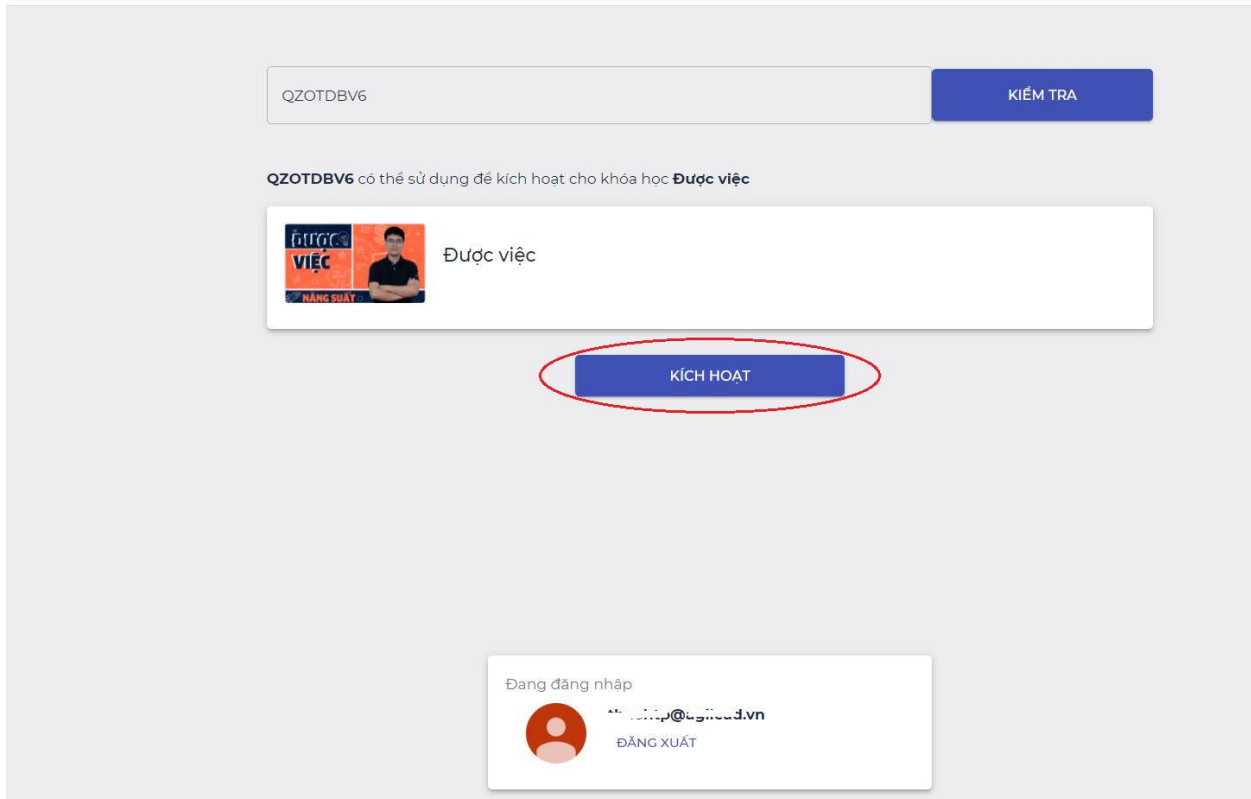 QZOTDBV6
KIỂM TRA
QZOTDBV6 có thể sử dụng để kích hoạt cho khóa học Được việc
ĐƯỢC
VIỆC
NĂNG SUẤT
Được việc
KÍCH HOẠT
Đang đăng nhập
ĐĂNG XUẤT